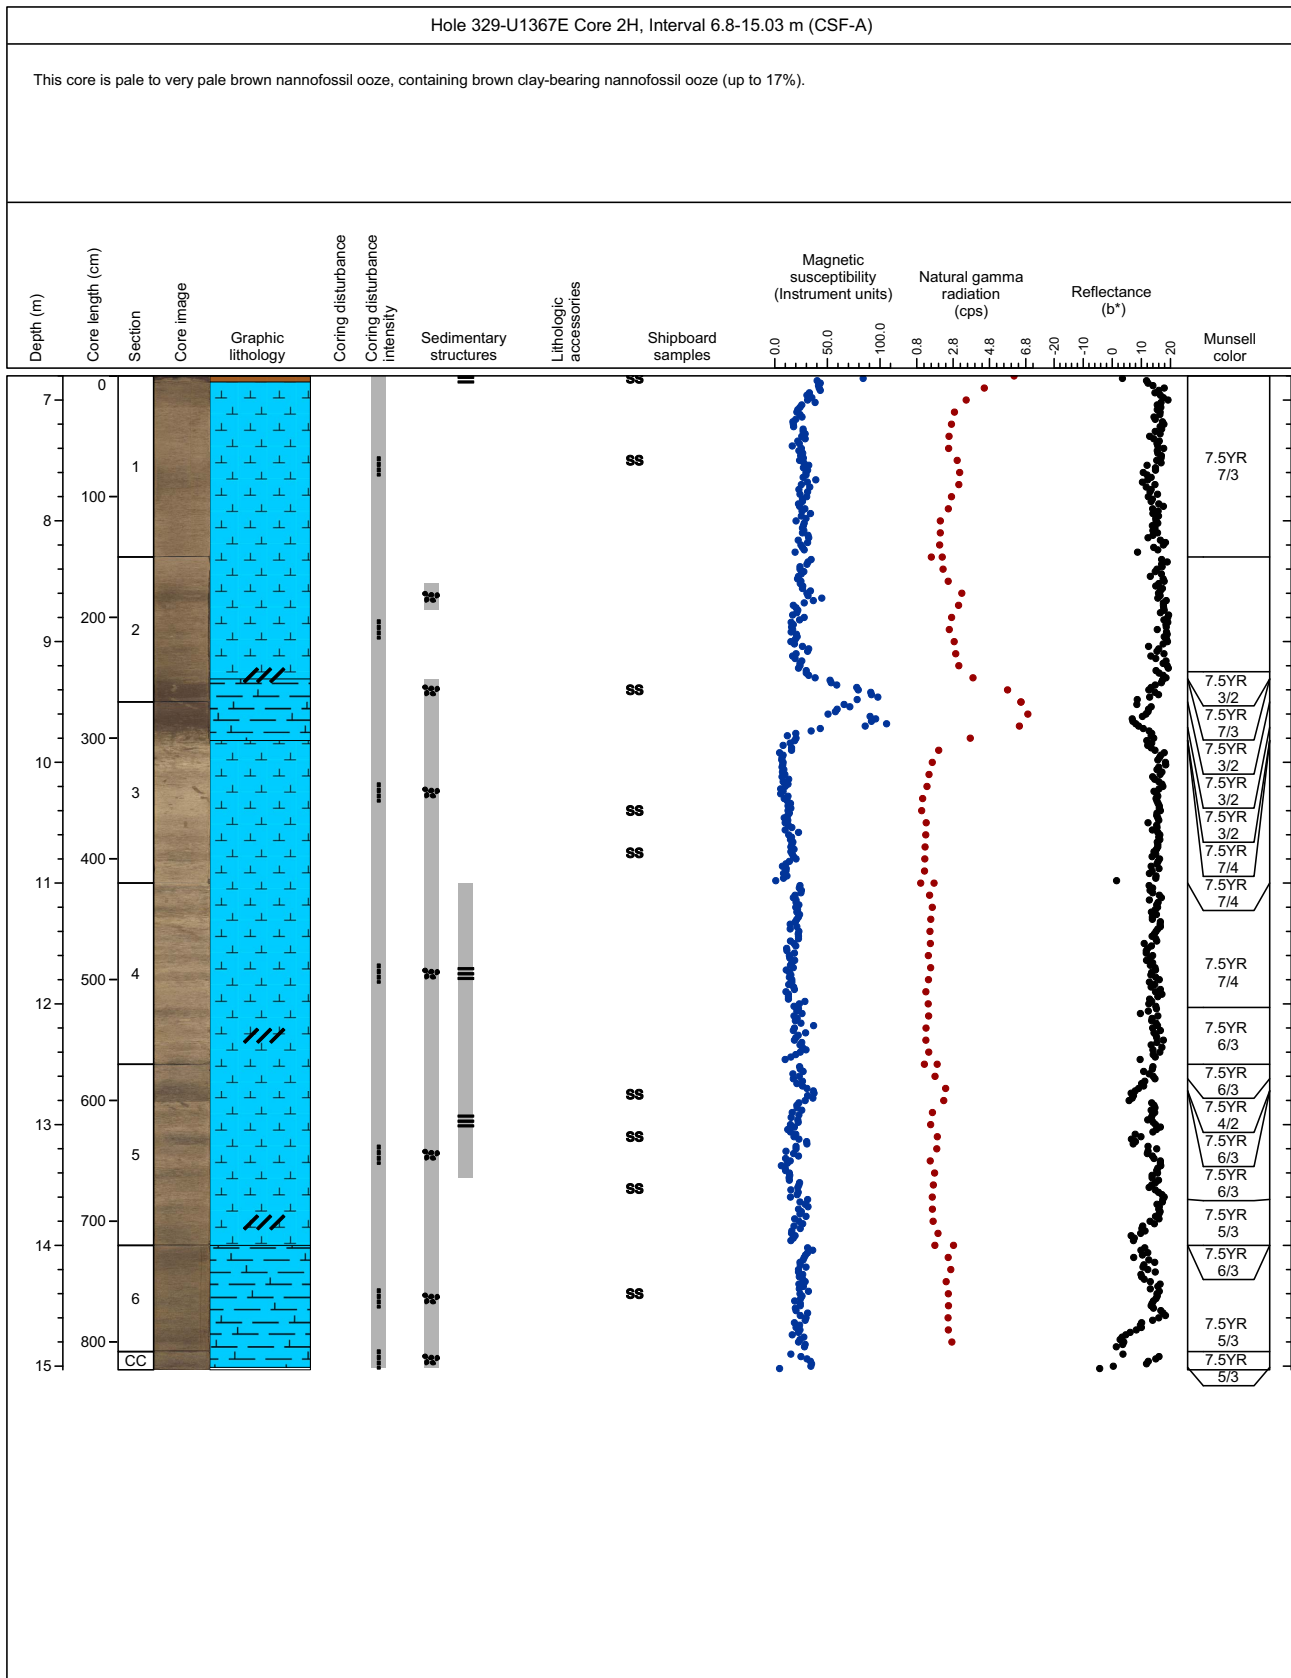 Hole 329-U1367E Core 2H, Interval 6.8-15.03 m (CSF-A)
This core is pale to very pale brown nannofossil ooze, containing brown clay-bearing nannofossil ooze (up to 17%).
Depth (m)
Core length (cm)
Section
Core image
Graphic
lithology
Coring disturbance
Coring disturbance
intensity
Sedimentary
structures
Lithologic
accessories
Shipboard
samples
Magnetic
susceptibility
(Instrument units)
0.0
50.0
100.0
Natural gamma
radiation
(cps)
0.8
2.8
4.8
6.8
Reflectance
(b*)
-20
-10
0
10
20
Munsell
color
7
8
9
10
11
12
13
14
15
0
100
200
300
400
500
600
700
800
1
2
3
4
5
6
CC
SS
SS
SS
SS
SS
SS
SS
SS
SS
7.5YR
7/3
7.5YR
3/2
7.5YR
7/3
7.5YR
3/2
7.5YR
3/2
7.5YR
3/2
7.5YR
7/4
7.5YR
7/4
7.5YR
7/4
7.5YR
6/3
7.5YR
6/3
7.5YR
4/2
7.5YR
6/3
7.5YR
6/3
7.5YR
5/3
7.5YR
6/3
7.5YR
5/3
7.5YR
5/3